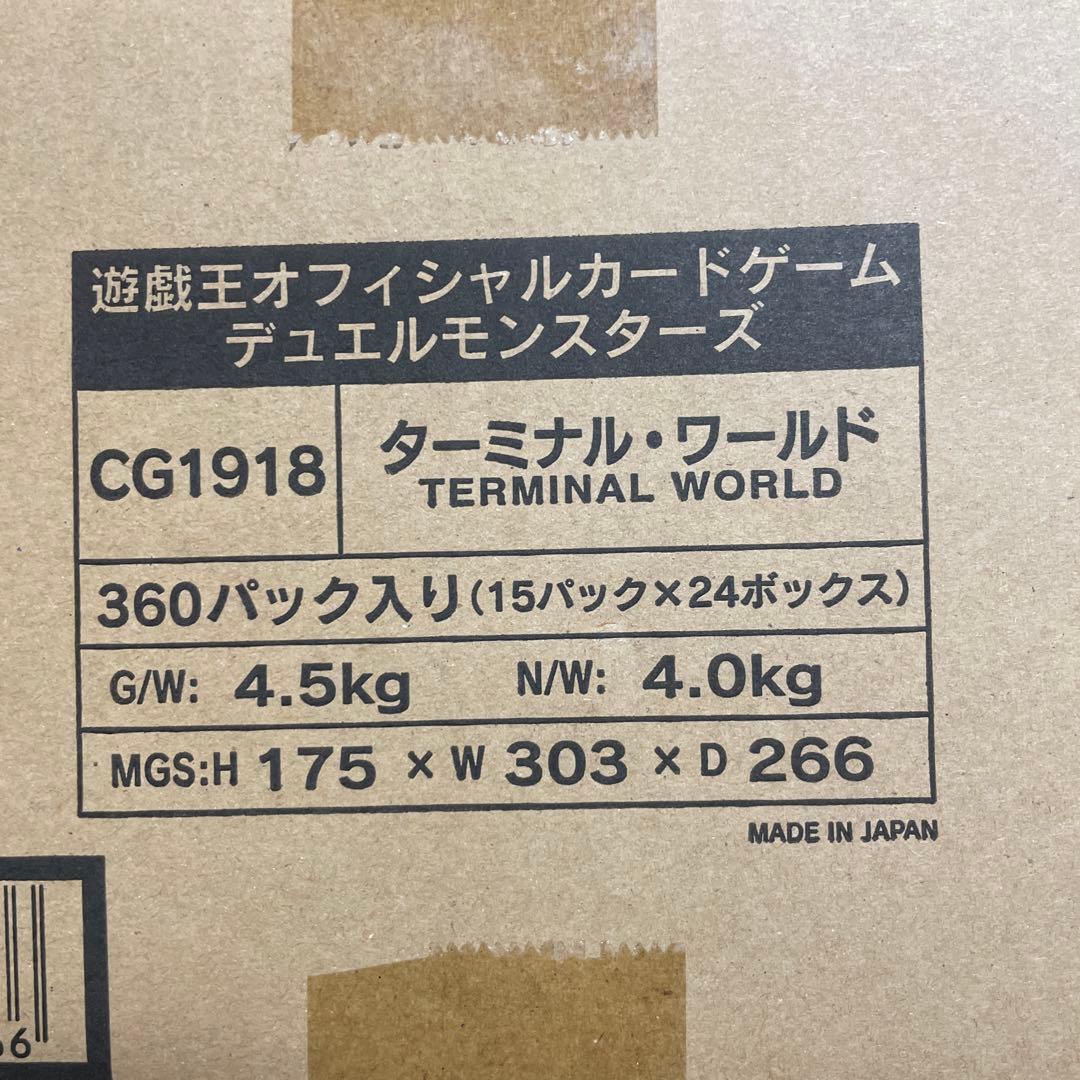 遊戯王オフィシャルカードゲーム
デュエルモンスターズ
CG1918
ターミナル・ワールド
TERMINAL WORLD
360パック入り(15パック×24ボックス)
G/W: 4.5kg N/W: 4.0kg
MGS:H 175 × W 303 × D 266
MADE IN JAPAN